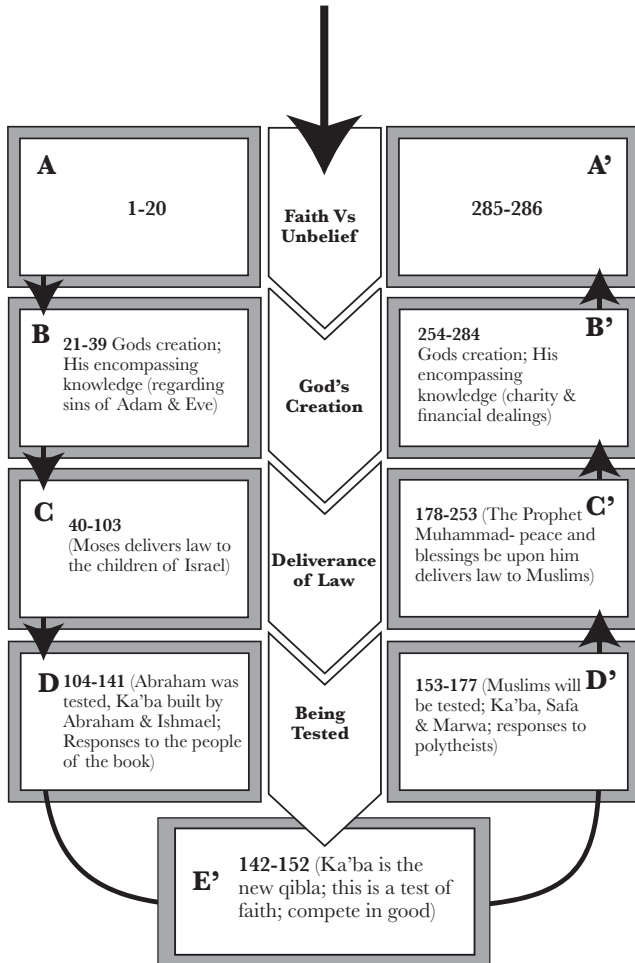 A
1-20
Faith Vs
Unbelief
A’
285-286
B
21-39 Gods creation;
His encompassing
knowledge (regarding
sins of Adam & Eve)
God’s
Creation
B’
254-284
Gods creation; His
encompassing
knowledge (charity &
financial dealings)
C
40-103
(Moses delivers law to
the children of Israel)
Deliverance
of Law
C’
178-253 (The Prophet
Muhammad- peace and
blessings be upon him
delivers law to Muslims)
D
104-141 (Abraham was
tested, Ka’ba built by
Abraham & Ishmael;
Responses to the people
of the book)
Being
Tested
D’
153-177 (Muslims will
be tested; Ka’ba, Safa
& Marwa; responses to
polytheists)
E’
142-152 (Ka’ba is the
new qibla; this is a test of
faith; compete in good)